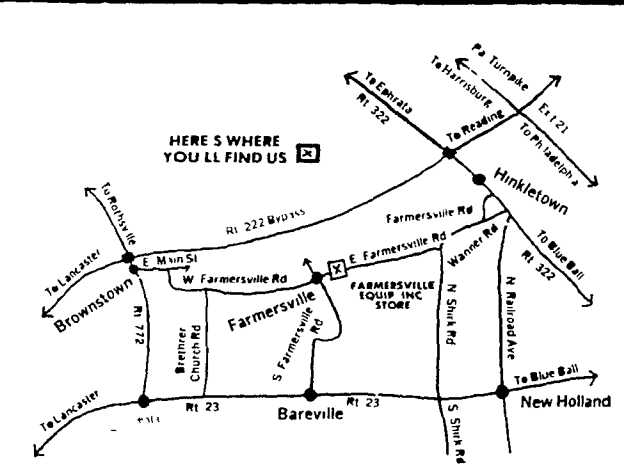 Pa Turnpike
To Harrisburg
Exit 21
To Philadelph a
To Ephrata
Rt 322
To Reading
HERE S WHERE
YOU LL FIND US
Hinkletown
To Rothsville
Rt 222 Bypass
Farmersville Rd
To Blue Ball
Rt 322
E Main St
E Farmersville Rd
Wanner Rd
To Lancaster
W Farmersville Rd
Brownstown
Farmersville
FARMERSVILLE
EQUIP INC
STORE
N Shirk Rd
N Railroad Ave
Rt 772
Brethren
Church Rd
S Farmersville
Rd
To Blue Ball
To Lancaster
Rt 23
Bareville
Rt 23
New Holland
S Shirk Rd